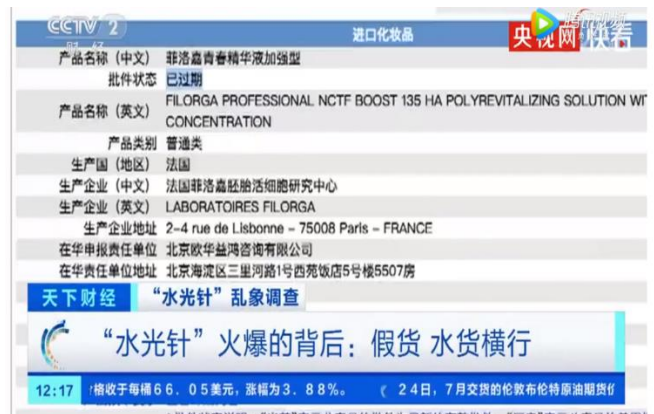 CCTV 2
财经
腾讯视频
央视网 快看
进口化妆品
产品名称（中文） 菲洛嘉青春精华液加强型
批件状态 已过期
产品名称（英文） FILORGA PROFESSIONAL NCTF BOOST 135 HA POLYREVITALIZING SOLUTION WI
CONCENTRATION
产品类别 普通类
生产国（地区） 法国
生产企业（中文） 法国菲洛嘉胚胎活细胞研究中心
生产企业（英文） LABORATOIRES FILORGA
生产企业地址 2-4 rue de Lisbonne - 75008 Paris - FRANCE
在华申报责任单位 北京欧华益鸿咨询有限公司
在华责任单位地址 北京海淀区三里河路1号西苑饭店5号楼5507房
天下财经 “水光针”乱象调查
“水光针”火爆的背后：假货 水货横行
12:17 价格收于每桶66.05美元，涨幅为3.88%。 24日，7月交货的伦敦布伦特原油期货价